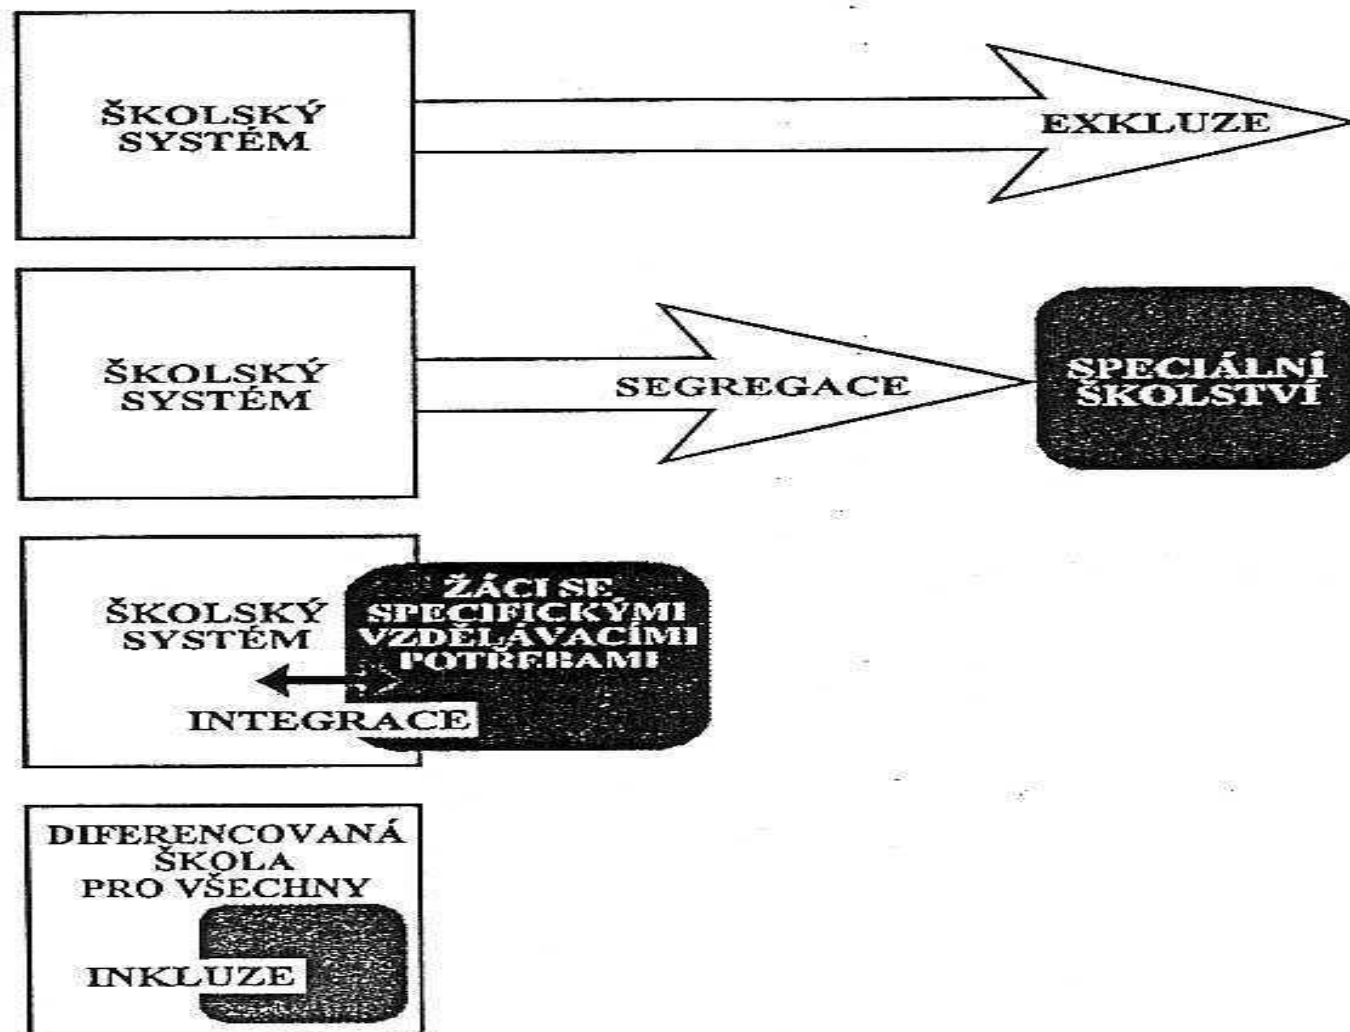 ŠKOLSKÝ
SYSTÉM
EXKLUZE
ŠKOLSKÝ
SYSTÉM
SEGREGACE
SPECIÁLNÍ
ŠKOLSTVÍ
ŠKOLSKÝ
SYSTÉM
ŽÁCI SE
SPECIFICKÝMI
VZDĚLÁVACÍMI
POTŘEBAMI
INTEGRACE
DIFERENCOVANÁ
ŠKOLA
PRO VŠECHNY
INKLUZE